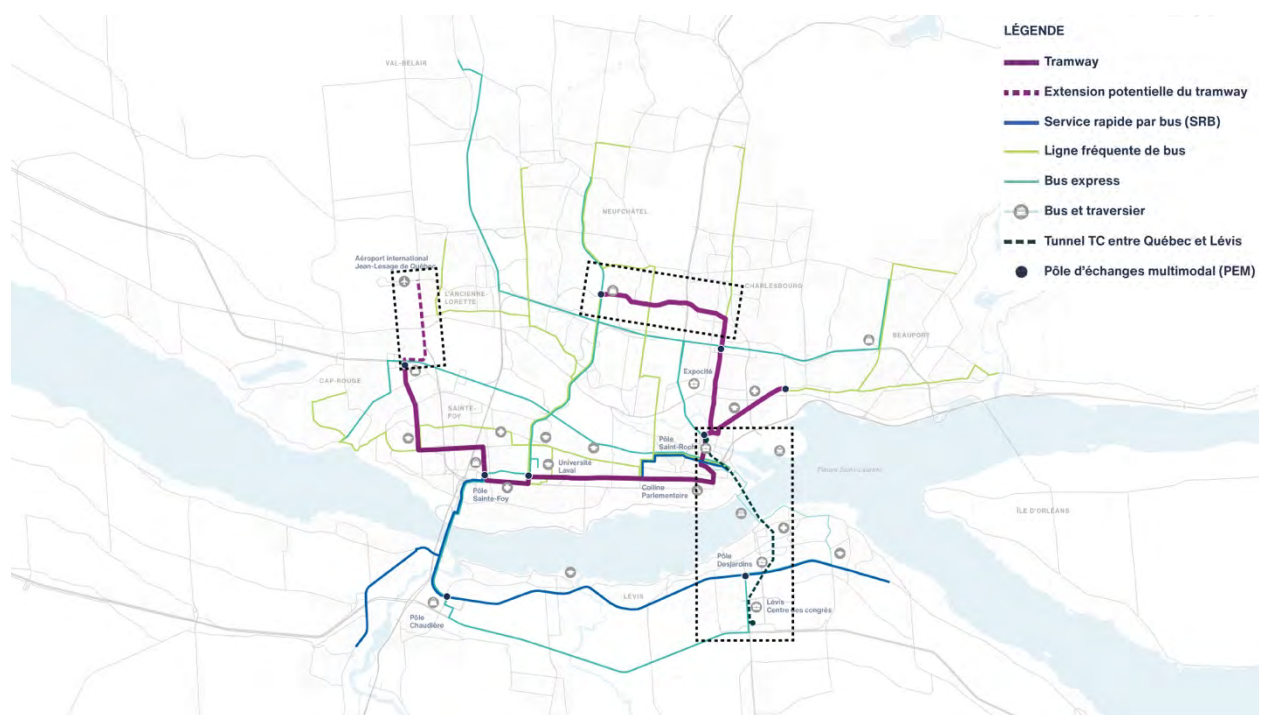 LÉGENDE
Tramway
Extension potentielle du tramway
Service rapide par bus (SRB)
Ligne fréquente de bus
Bus express
Bus et traversier
Tunnel TC entre Québec et Lévis
Pôle d'échanges multimodal (PEM)
VAL-BÉLAIR
NEUFCHÂTEL
Aéroport international
Jean-Lesage de Québec
L'ANCIENNE-
LORETTE
CHARLESBOURG
BEAUPORT
Expocité
CAP-ROUGE
SAINTE-
FOY
Pôle
Saint-Roch
Université
Laval
Fleuve Saint-Laurent
Pôle
Sainte-Foy
Colline
Parlementaire
ÎLE D'ORLÉANS
Pôle
Desjardins
LÉVIS
Lévis
Centre des congrès
Pôle
Chaudière